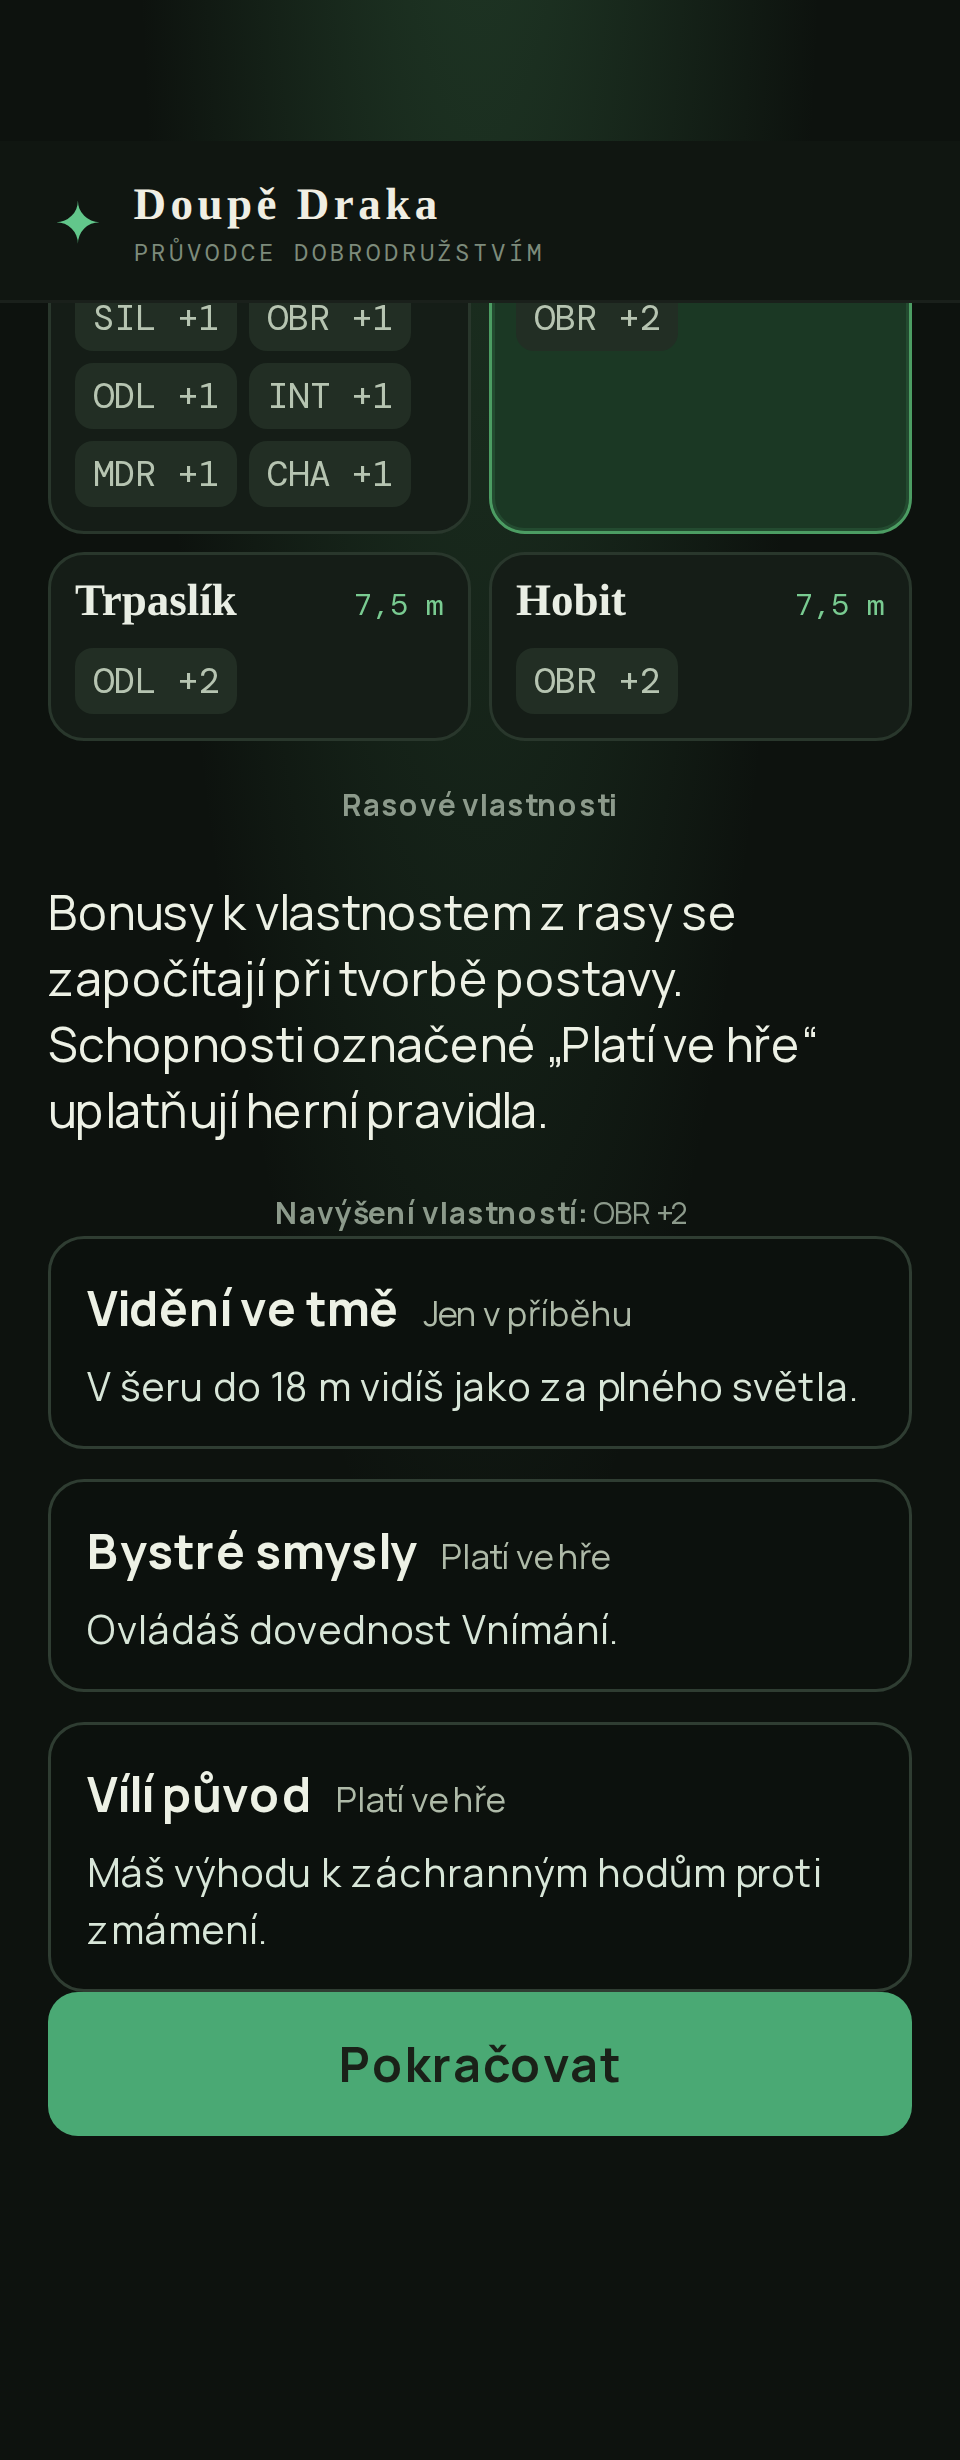 Doupě Draka
PRŮVODCE DOBRODRUŽSTVÍM
SIL +1 OBR +1
OBR +2
ODL +1 INT +1
MDR +1 CHA +1
Trpaslík 7,5 m
ODL +2
Hobit 7,5 m
OBR +2
Rasové vlastnosti
Bonusy k vlastnostem z rasy se
započítají při tvorbě postavy.
Schopnosti označené „Platí ve hře“
uplatňují herní pravidla.
Navýšení vlastností: OBR +2
Vidění ve tmě Jen v příběhu
V šeru do 18 m vidíš jako za plného světla.
Bystré smysly Platí ve hře
Ovládáš dovednost Vnímání.
Vílí původ Platí ve hře
Máš výhodu k záchranným hodům proti
zmámení.
Pokračovat